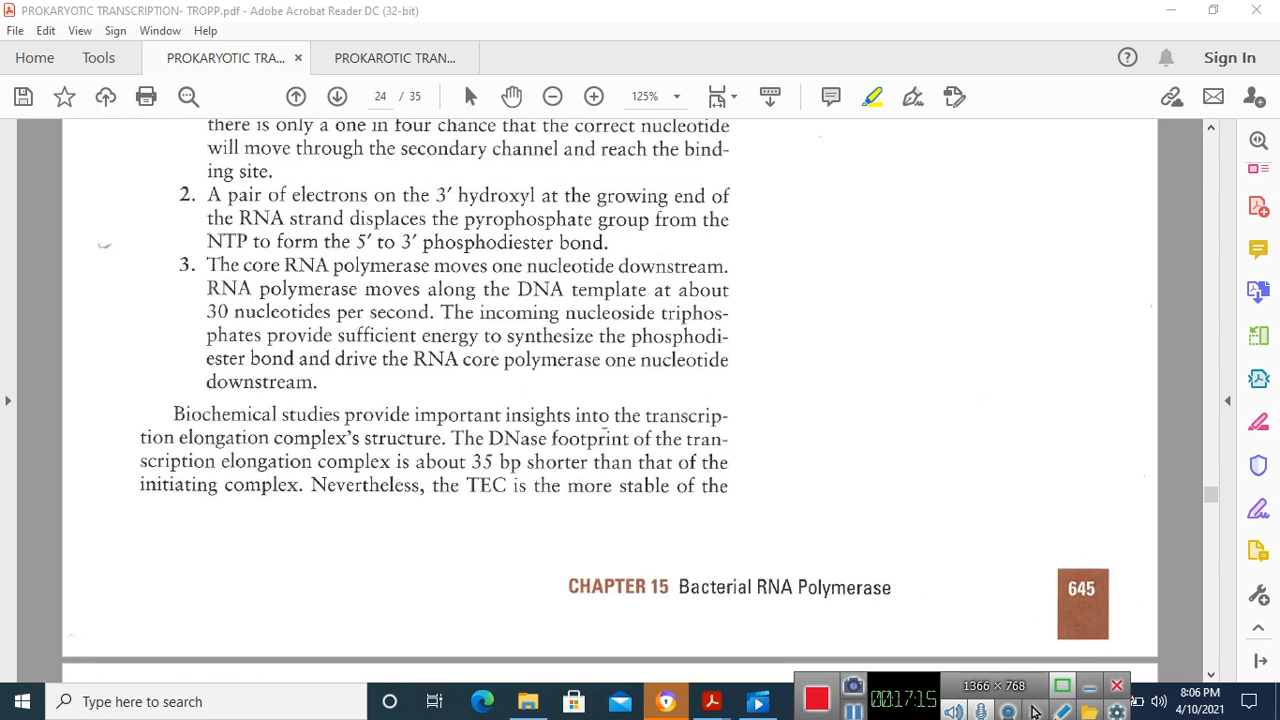 PROKARYOTIC TRANSCRIPTION- TROPP.pdf - Adobe Acrobat Reader DC (32-bit)
File Edit View Sign Window Help
Home Tools PROKARYOTIC TRA... × PROKAROTIC TRAN... Sign In
24 / 35 125%
there is only a one in four chance that the correct nucleotide
will move through the secondary channel and reach the bind-
ing site.
2. A pair of electrons on the 3′ hydroxyl at the growing end of
the RNA strand displaces the pyrophosphate group from the
NTP to form the 5′ to 3′ phosphodiester bond.
3. The core RNA polymerase moves one nucleotide downstream.
RNA polymerase moves along the DNA template at about
30 nucleotides per second. The incoming nucleoside triphos-
phates provide sufficient energy to synthesize the phosphodi-
ester bond and drive the RNA core polymerase one nucleotide
downstream.
Biochemical studies provide important insights into the transcrip-
tion elongation complex's structure. The DNase footprint of the tran-
scription elongation complex is about 35 bp shorter than that of the
initiating complex. Nevertheless, the TEC is the more stable of the
CHAPTER 15 Bacterial RNA Polymerase 645
Type here to search
00:17:15
1366 × 768
8:06 PM
4/10/2021